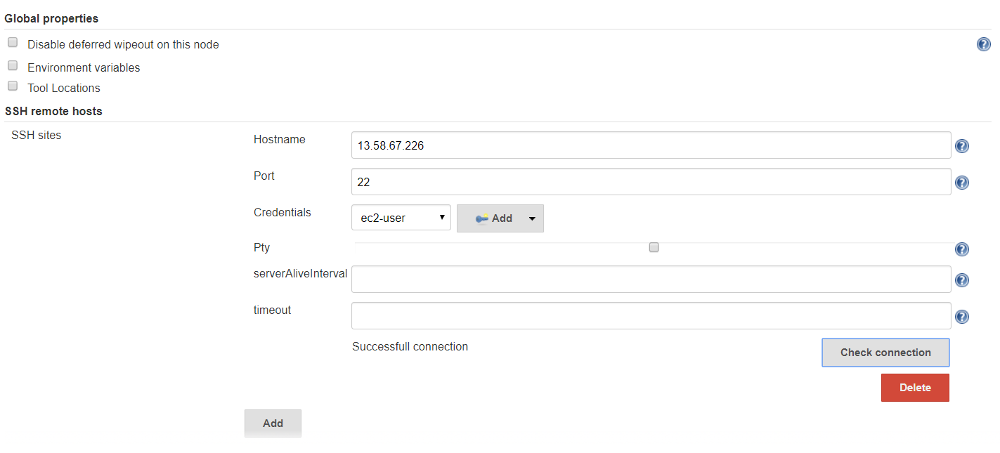 Global properties
Disable deferred wipeout on this node
Environment variables
Tool Locations
SSH remote hosts
SSH sites
Hostname
13.58.67.226
Port
22
Credentials
ec2-user
Add
Pty
serverAliveInterval
timeout
Successfull connection
Check connection
Delete
Add